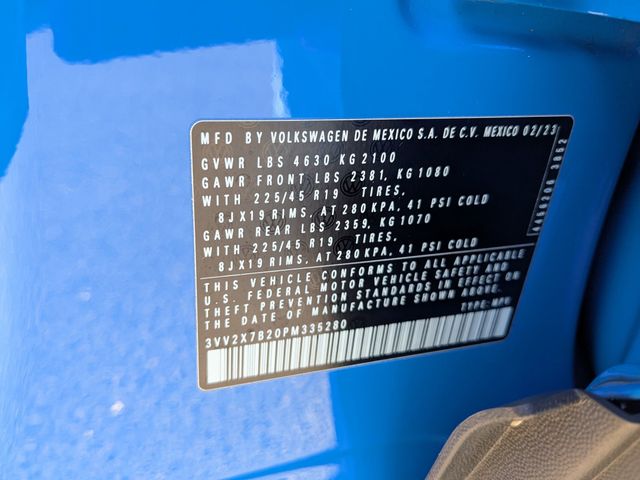 MFD BY VOLKSWAGEN DE MEXICO S.A. DE C.V. MEXICO 02/23
GVWR LBS 4630 KG 2100
GAWR FRONT LBS 2381, KG 1080
WITH 225/45 R19 TIRES,
8JX19 RIMS, AT 280 KPA, 41 PSI COLD
GAWR REAR LBS 2359, KG 1070
WITH 225/45 R19 TIRES,
8JX19 RIMS, AT 280 KPA, 41 PSI COLD
THIS VEHICLE CONFORMS TO ALL APPLICABLE
U.S. FEDERAL MOTOR VEHICLE SAFETY AND
THEFT PREVENTION STANDARDS IN EFFECT ON
THE DATE OF MANUFACTURE SHOWN ABOVE.
TYPE: MPV
3VV2X7B20PM335280